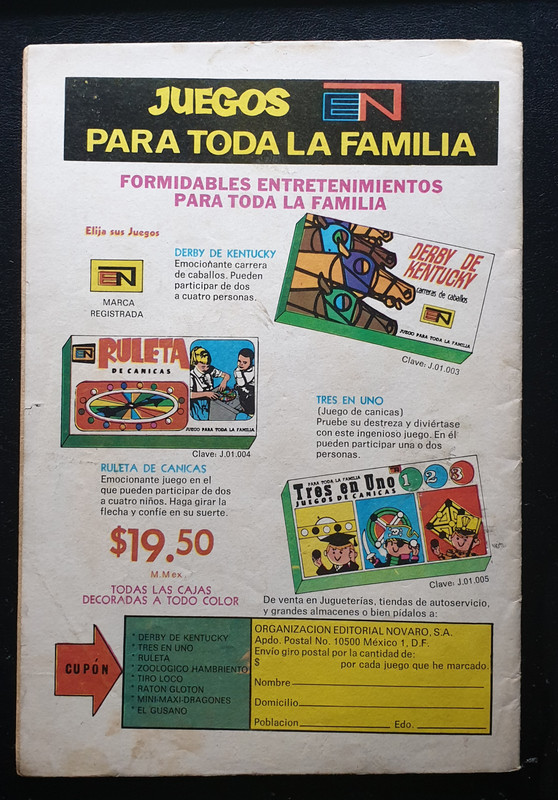 JUEGOS EN
PARA TODA LA FAMILIA
FORMIDABLES ENTRETENIMIENTOS
PARA TODA LA FAMILIA
Elija sus Juegos
EN
MARCA
REGISTRADA
DERBY DE KENTUCKY
Emocionante carrera
de caballos. Pueden
participar de dos
a cuatro personas.
DERBY DE
KENTUCKY
carreras de caballos
EN
JUEGO PARA TODA LA FAMILIA
Clave: J.01.003
EN RULETA
DE CANICAS
JUEGO PARA TODA LA FAMILIA
Clave: J.01.004
RULETA DE CANICAS
Emocionante juego en el
que pueden participar de dos
a cuatro niños. Haga girar la
flecha y confíe en su suerte.
$19.50
M.Mex
TODAS LAS CAJAS
DECORADAS A TODO COLOR
TRES EN UNO
(Juego de canicas)
Pruebe su destreza y diviértase
con este ingenioso juego. En él
pueden participar una o dos
personas.
PARA TODA LA FAMILIA
Tres en Uno 1 2 3
JUEGOS DE CANICAS
Clave: J.01.005
De venta en Jugueterías, tiendas de autoservicio,
y grandes almacenes o bien pídalos a:
CUPÓN
* DERBY DE KENTUCKY
* TRES EN UNO
* RULETA
* ZOOLOGICO HAMBRIENTO
* TIRO LOCO
* RATON GLOTON
* MINI-MAXI-DRAGONES
* EL GUSANO
ORGANIZACION EDITORIAL NOVARO, S.A.
Apdo. Postal No. 10500 México 1, D.F.
Envío giro postal por la cantidad de:
$ por cada juego que he marcado.
Nombre
Domicilio
Poblacion Edo.